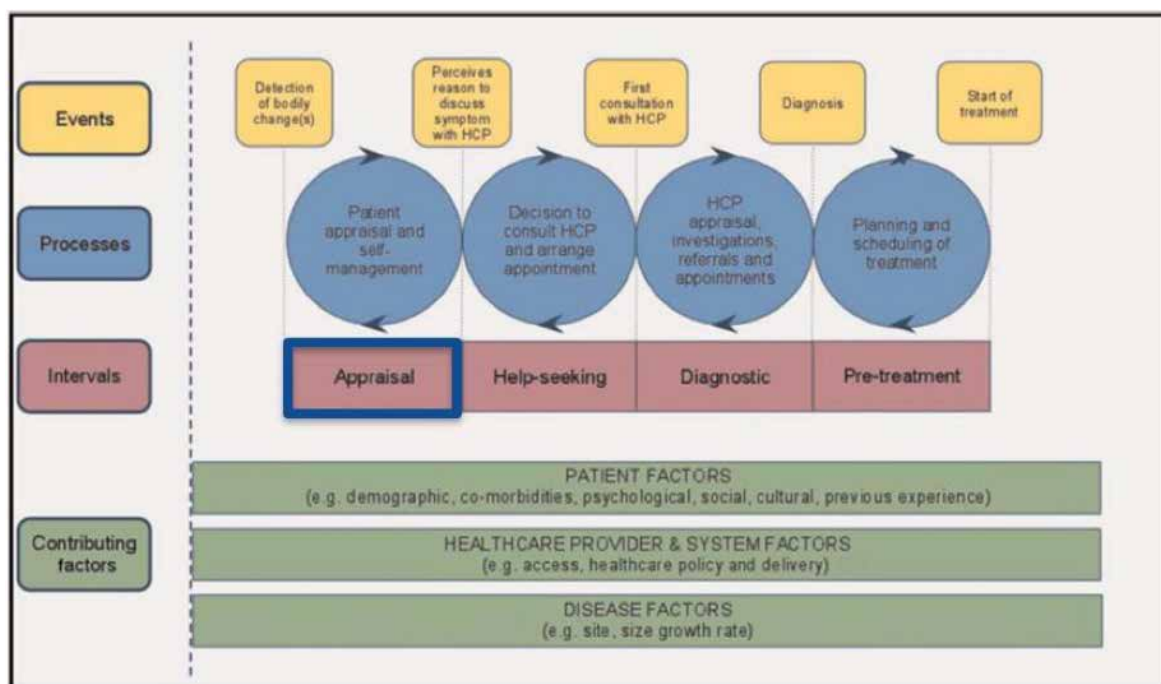 Events
Detection
of bodily
change(s)
Perceives
reason to
discuss
symptom
with HCP
First
consultation
with HCP
Diagnosis
Start of
treatment
Processes
Patient
appraisal and
self-
management
Decision to
consult HCP
and arrange
appointment
HCP
appraisal,
investigations,
referrals and
appointments
Planning and
scheduling of
treatment
Intervals
Appraisal
Help-seeking
Diagnostic
Pre-treatment
Contributing
factors
PATIENT FACTORS
(e.g. demographic, co-morbidities, psychological, social, cultural, previous experience)
HEALTHCARE PROVIDER & SYSTEM FACTORS
(e.g. access, healthcare policy and delivery)
DISEASE FACTORS
(e.g. site, size growth rate)